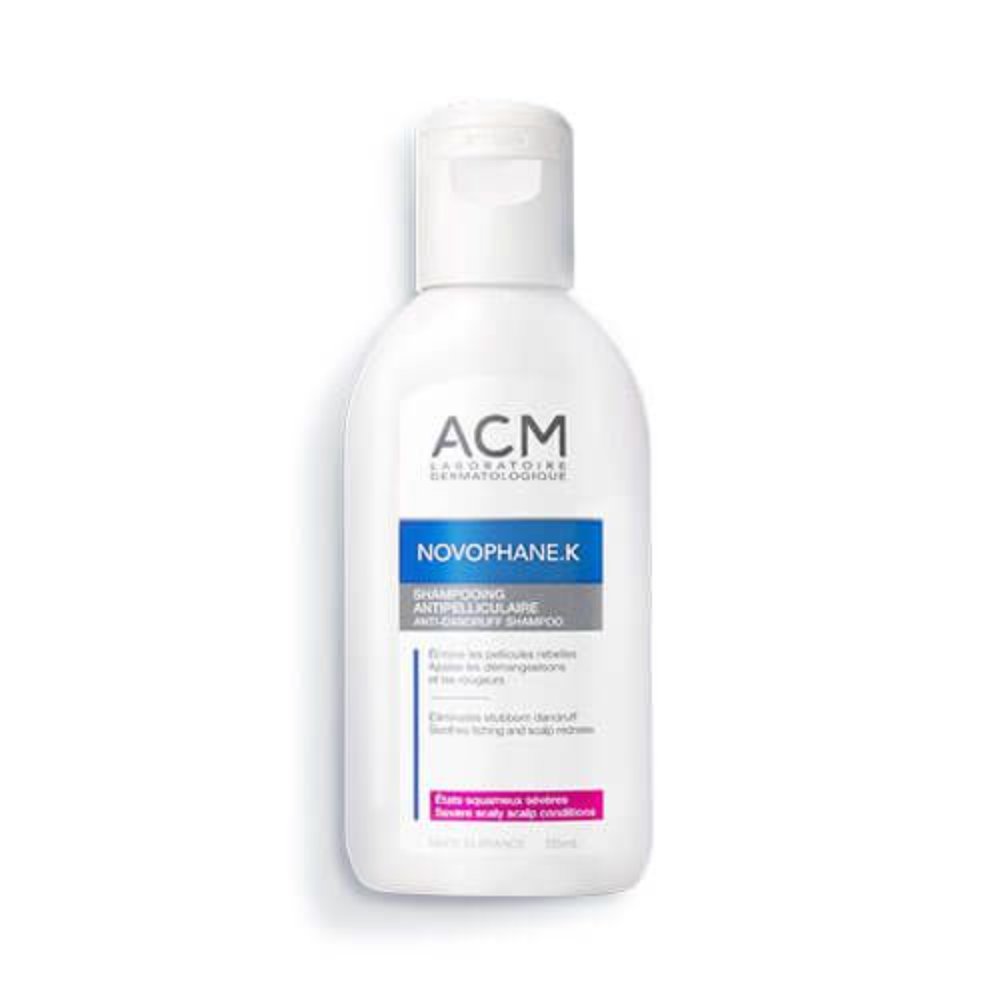 ACM
LABORATOIRE
DERMATOLOGIQUE
NOVOPHANE.K
SHAMPOOING
ANTIPELLICULAIRE
ANTI-DANDRUFF SHAMPOO
Élimine les pellicules rebelles
Apaise les démangeaisons
et les rougeurs
Eliminates stubborn dandruff
Soothes itching and scalp redness
États squameux sévères
Severe scaly scalp conditions
MADE IN FRANCE